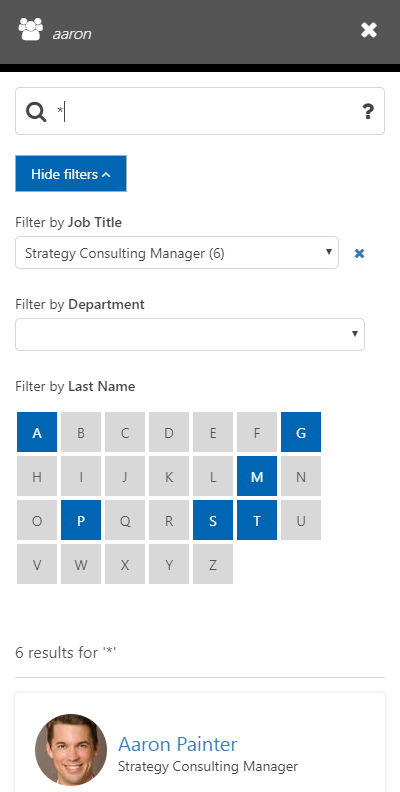 aaron
*
?
Hide filters
Filter by Job Title
Strategy Consulting Manager (6)
Filter by Department
Filter by Last Name
A B C D E F G
H I J K L M N
O P Q R S T U
V W X Y Z
6 results for '*'
Aaron Painter
Strategy Consulting Manager